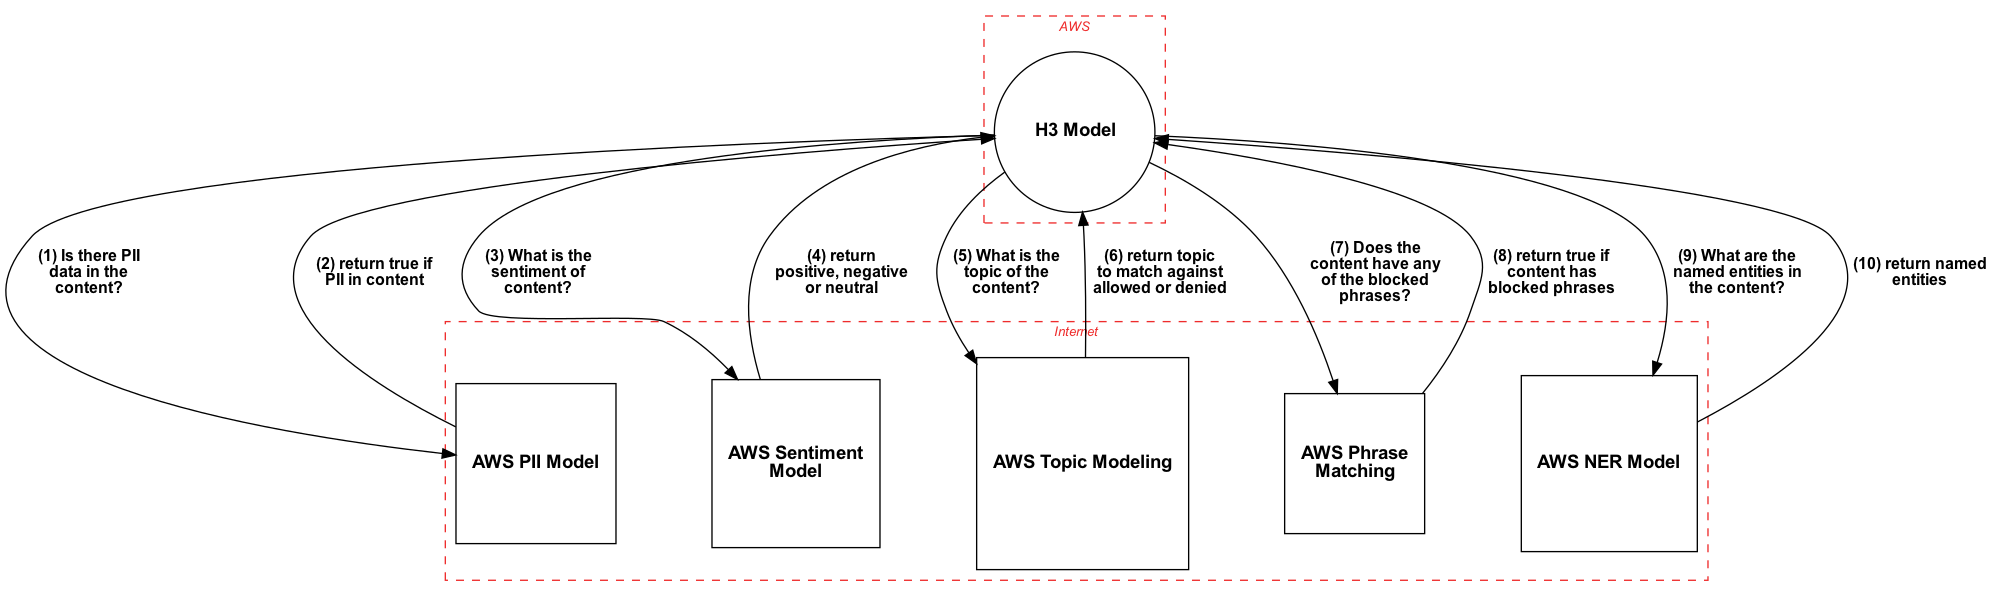 AWS
H3 Model
(1) Is there PII
data in the
content?
(2) return true if
PII in content
(3) What is the
sentiment of
content?
(4) return
positive, negative
or neutral
(5) What is the
topic of the
content?
(6) return topic
to match against
allowed or denied
(7) Does the
content have any
of the blocked
phrases?
(8) return true if
content has
blocked phrases
(9) What are the
named entities in
the content?
(10) return named
entities
Internet
AWS PII Model
AWS Sentiment
Model
AWS Topic Modeling
AWS Phrase
Matching
AWS NER Model